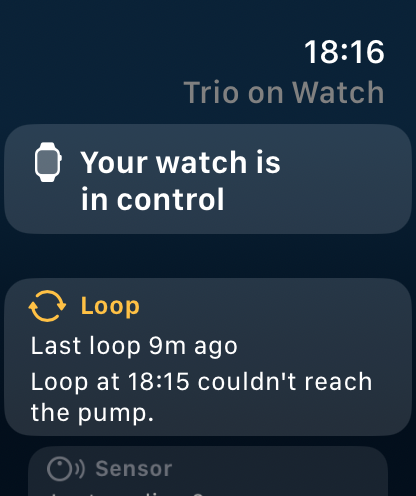 18:16
Trio on Watch
Your watch is
in control
Loop
Last loop 9m ago
Loop at 18:15 couldn't reach
the pump.
Sensor